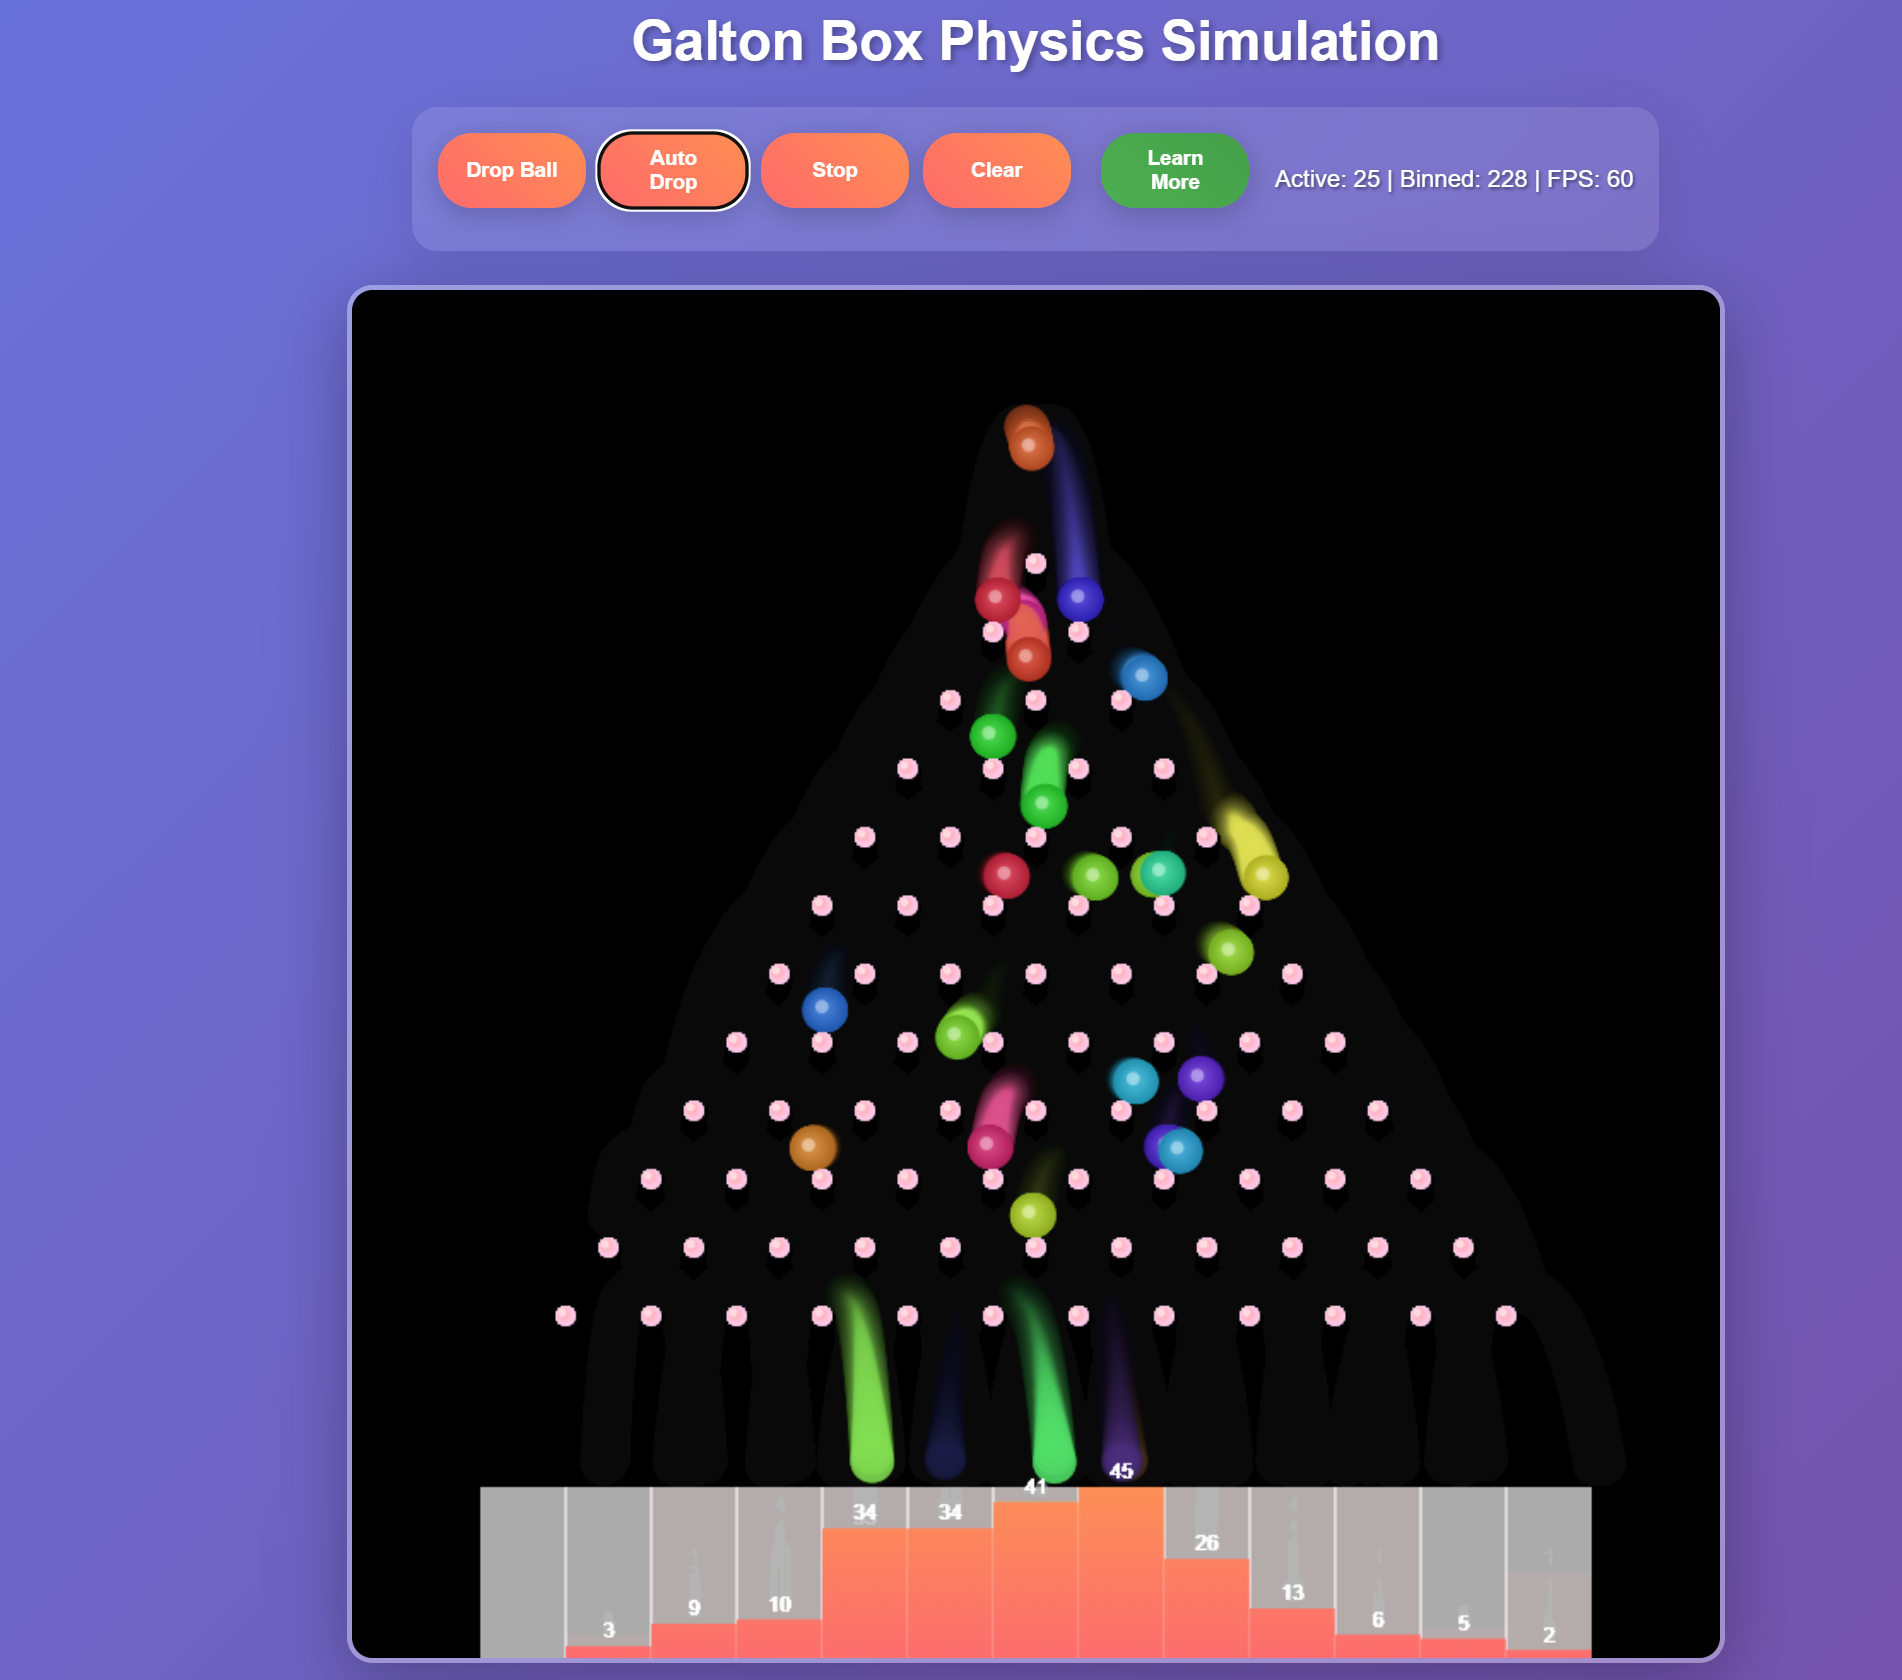 Galton Box Physics Simulation
Drop Ball
Auto
Drop
Stop
Clear
Learn
More
Active: 25 | Binned: 228 | FPS: 60
45
41
34
34
26
13
10
9
6
5
3
2